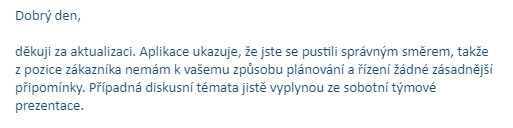 Dobrý den,
děkuji za aktualizaci. Aplikace ukazuje, že jste se pustili správným směrem, takže
z pozice zákazníka nemám k vašemu způsobu plánování a řízení žádné zásadnější
připomínky. Případná diskusní témata jistě vyplynou ze sobotní týmové
prezentace.